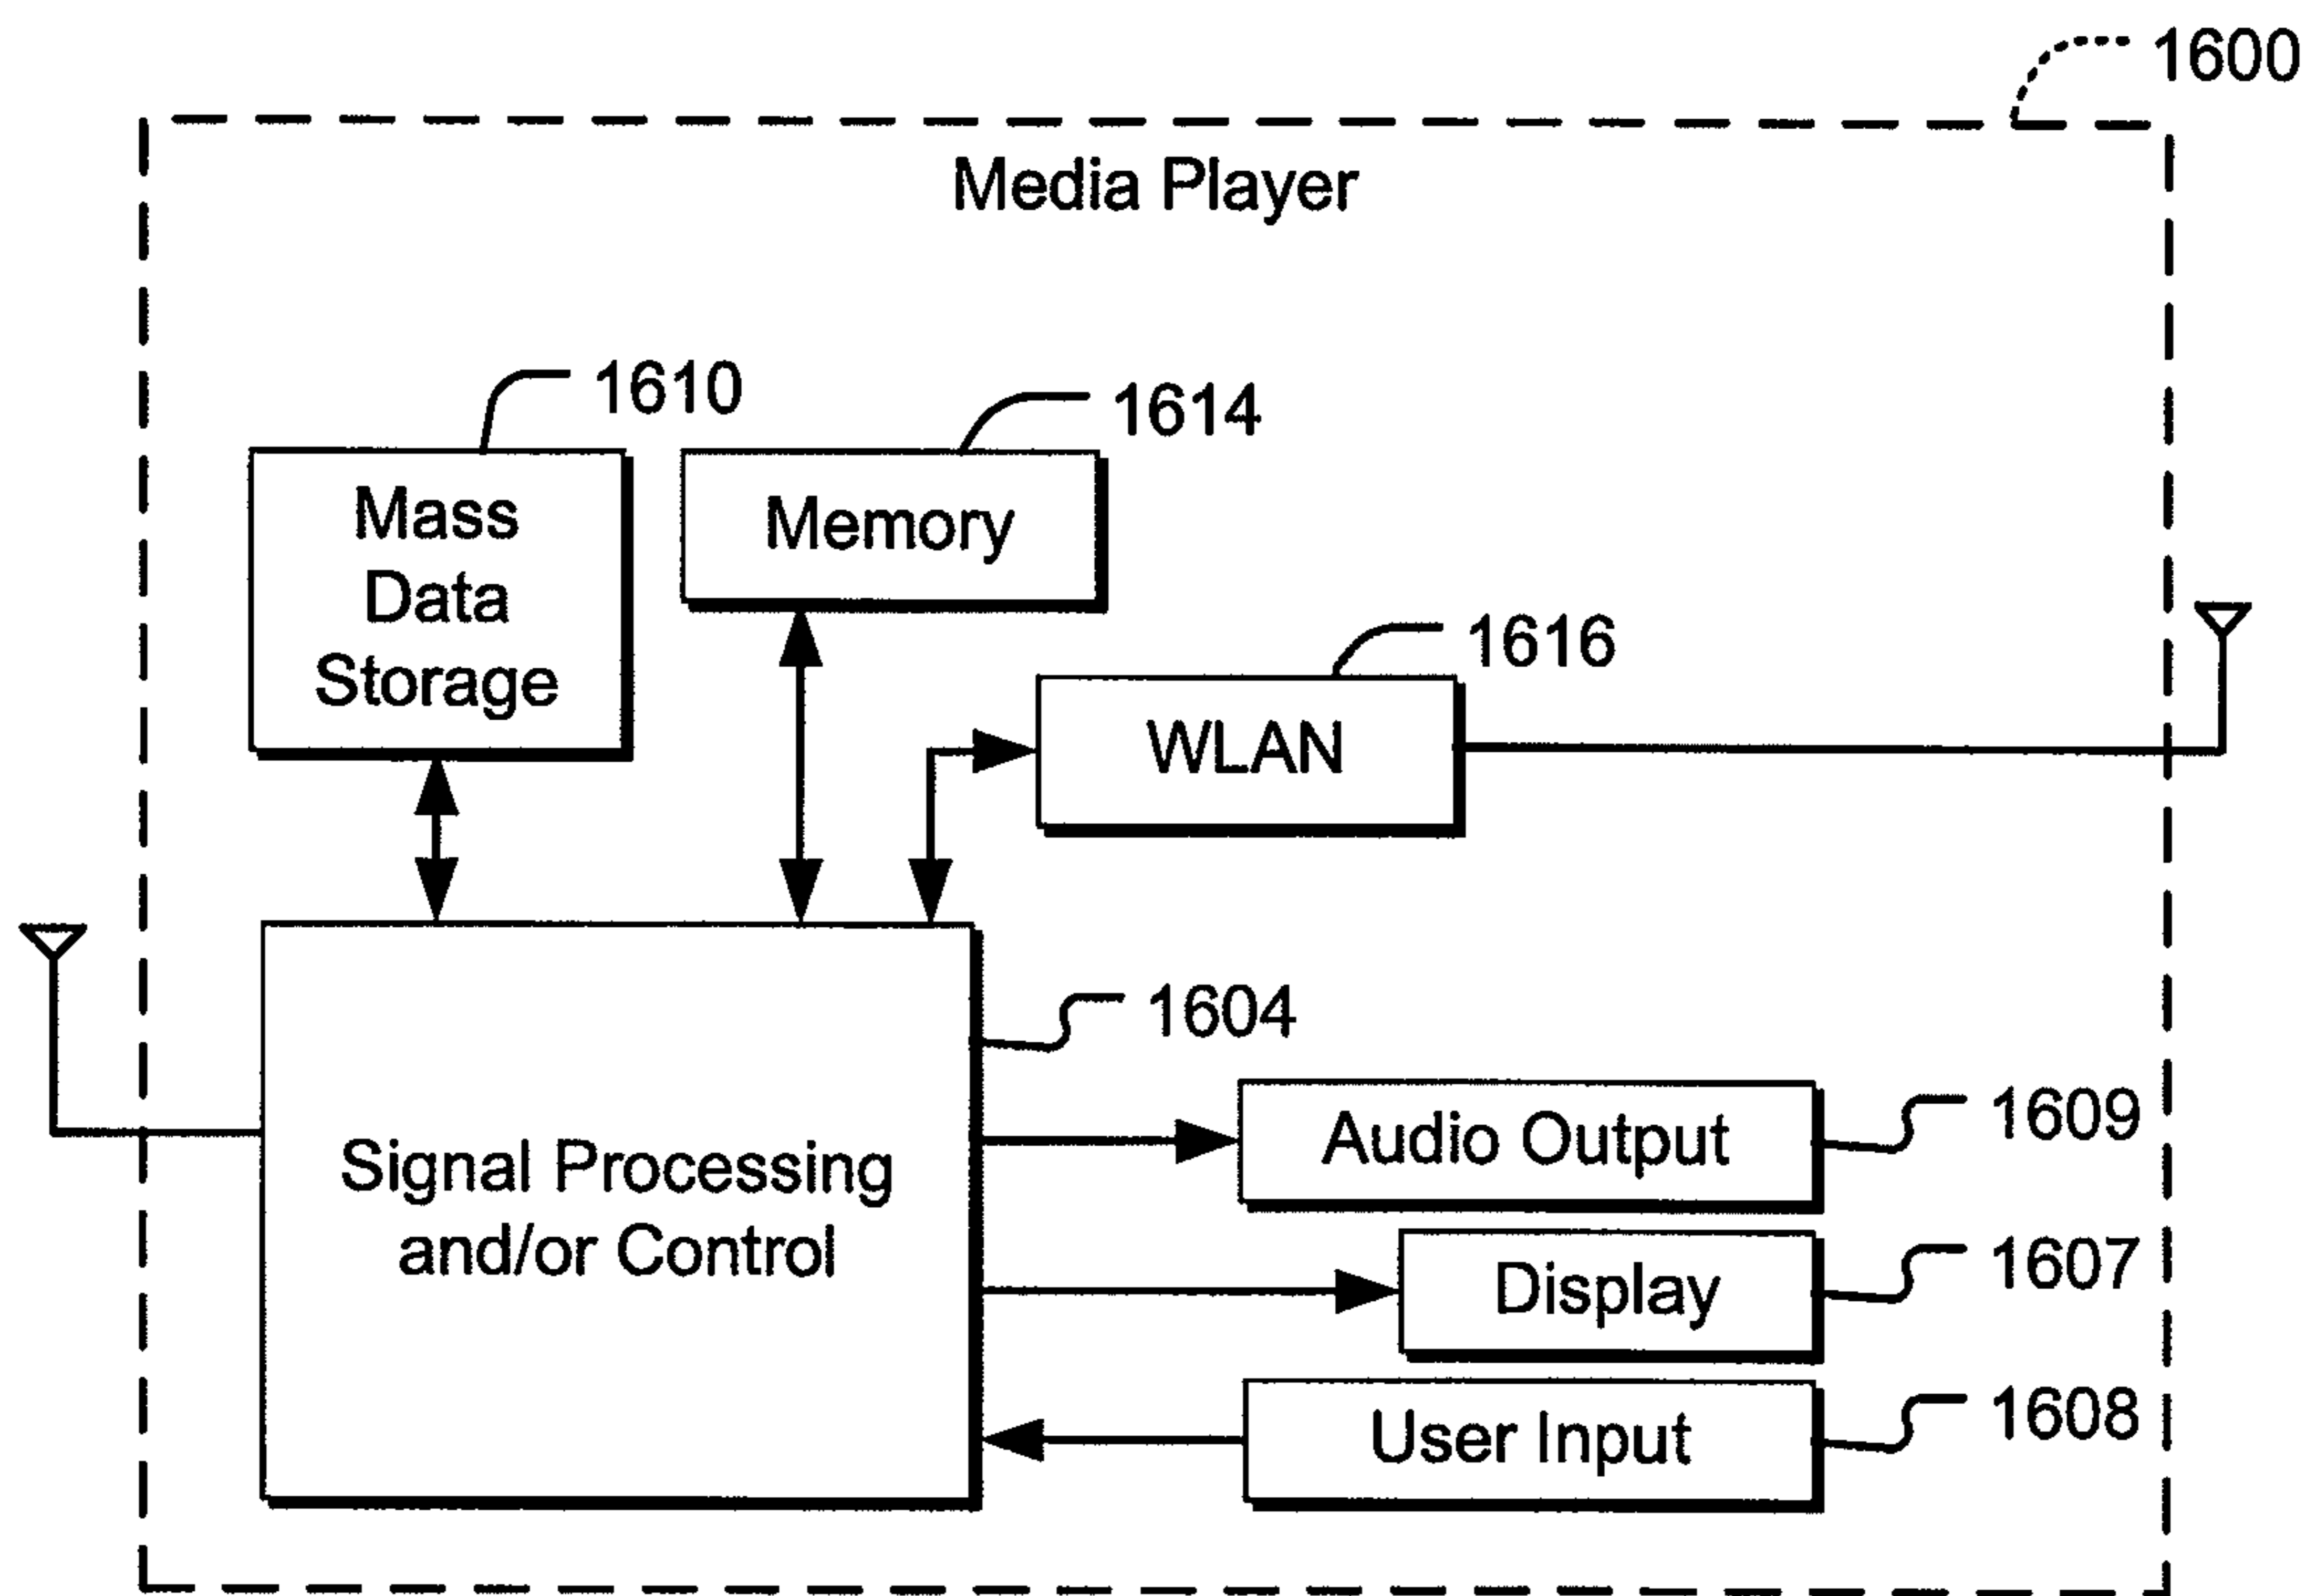 1600
Media Player
1610
1614
Mass
Data
Storage
Memory
1616
WLAN
1604
Signal Processing
and/or Control
Audio Output
1609
Display
1607
User Input
1608